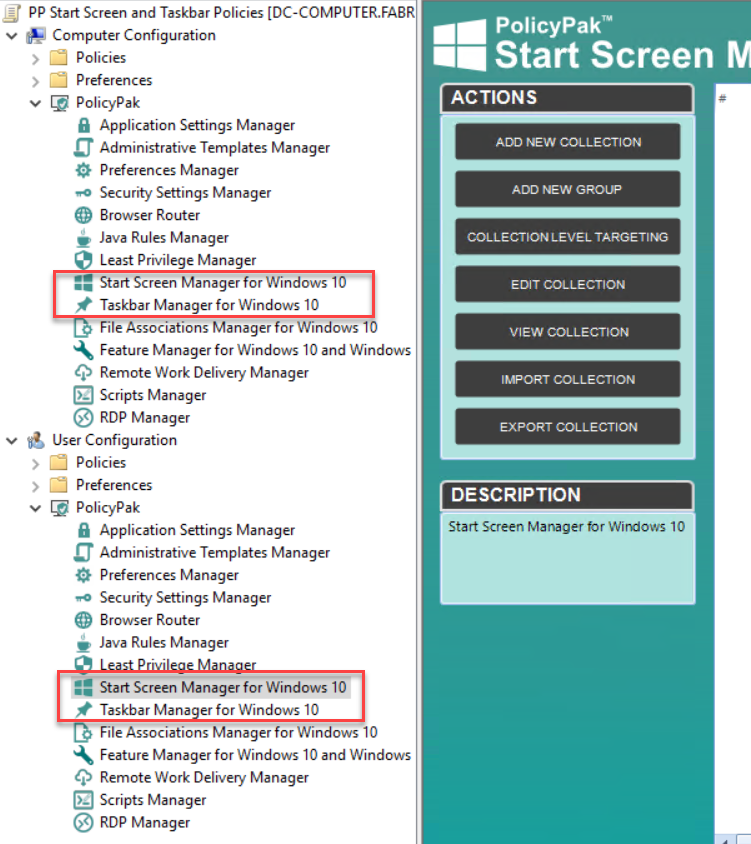 PP Start Screen and Taskbar Policies [DC-COMPUTER.FABR
Computer Configuration
Policies
Preferences
PolicyPak
Application Settings Manager
Administrative Templates Manager
Preferences Manager
Security Settings Manager
Browser Router
Java Rules Manager
Least Privilege Manager
Start Screen Manager for Windows 10
Taskbar Manager for Windows 10
File Associations Manager for Windows 10
Feature Manager for Windows 10 and Windows
Remote Work Delivery Manager
Scripts Manager
RDP Manager
User Configuration
Policies
Preferences
PolicyPak
Application Settings Manager
Administrative Templates Manager
Preferences Manager
Security Settings Manager
Browser Router
Java Rules Manager
Least Privilege Manager
Start Screen Manager for Windows 10
Taskbar Manager for Windows 10
File Associations Manager for Windows 10
Feature Manager for Windows 10 and Windows
Remote Work Delivery Manager
Scripts Manager
RDP Manager
PolicyPak™
Start Screen M
ACTIONS
ADD NEW COLLECTION
ADD NEW GROUP
COLLECTION LEVEL TARGETING
EDIT COLLECTION
VIEW COLLECTION
IMPORT COLLECTION
EXPORT COLLECTION
DESCRIPTION
Start Screen Manager for Windows 10
#